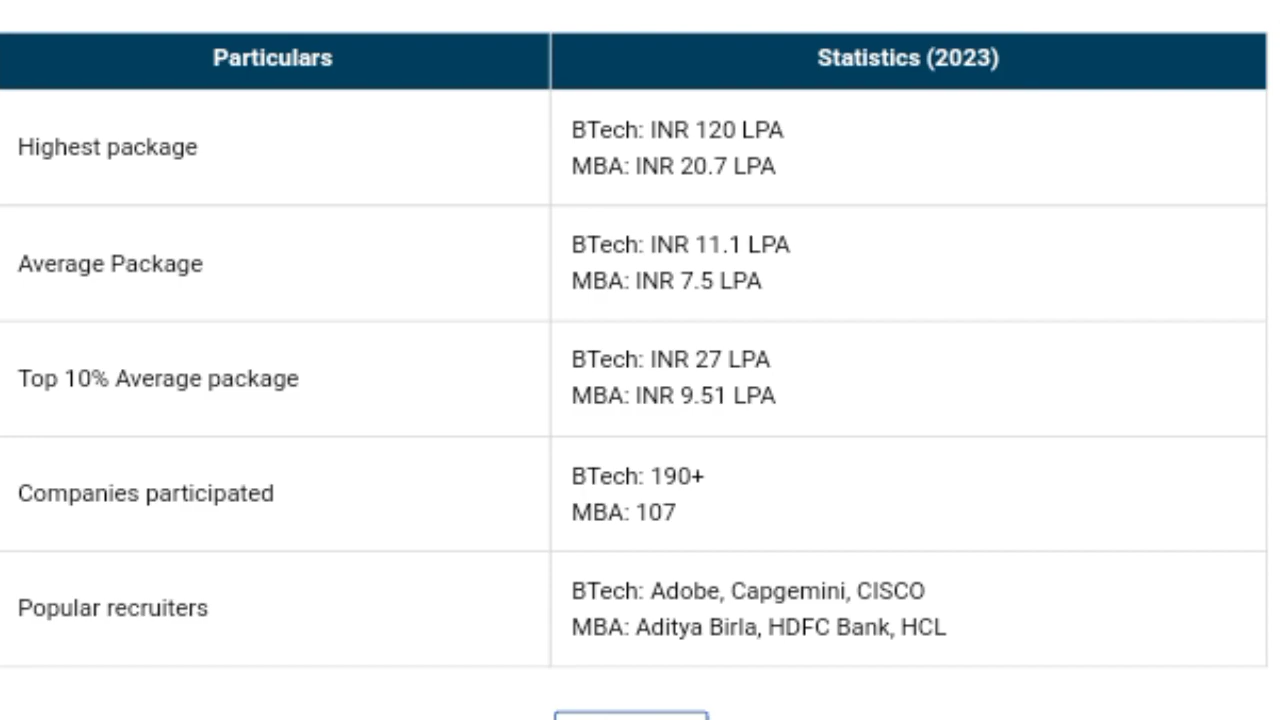 Particulars
Statistics (2023)
Highest package
BTech: INR 120 LPA
MBA: INR 20.7 LPA
Average Package
BTech: INR 11.1 LPA
MBA: INR 7.5 LPA
Top 10% Average package
BTech: INR 27 LPA
MBA: INR 9.51 LPA
Companies participated
BTech: 190+
MBA: 107
Popular recruiters
BTech: Adobe, Capgemini, CISCO
MBA: Aditya Birla, HDFC Bank, HCL